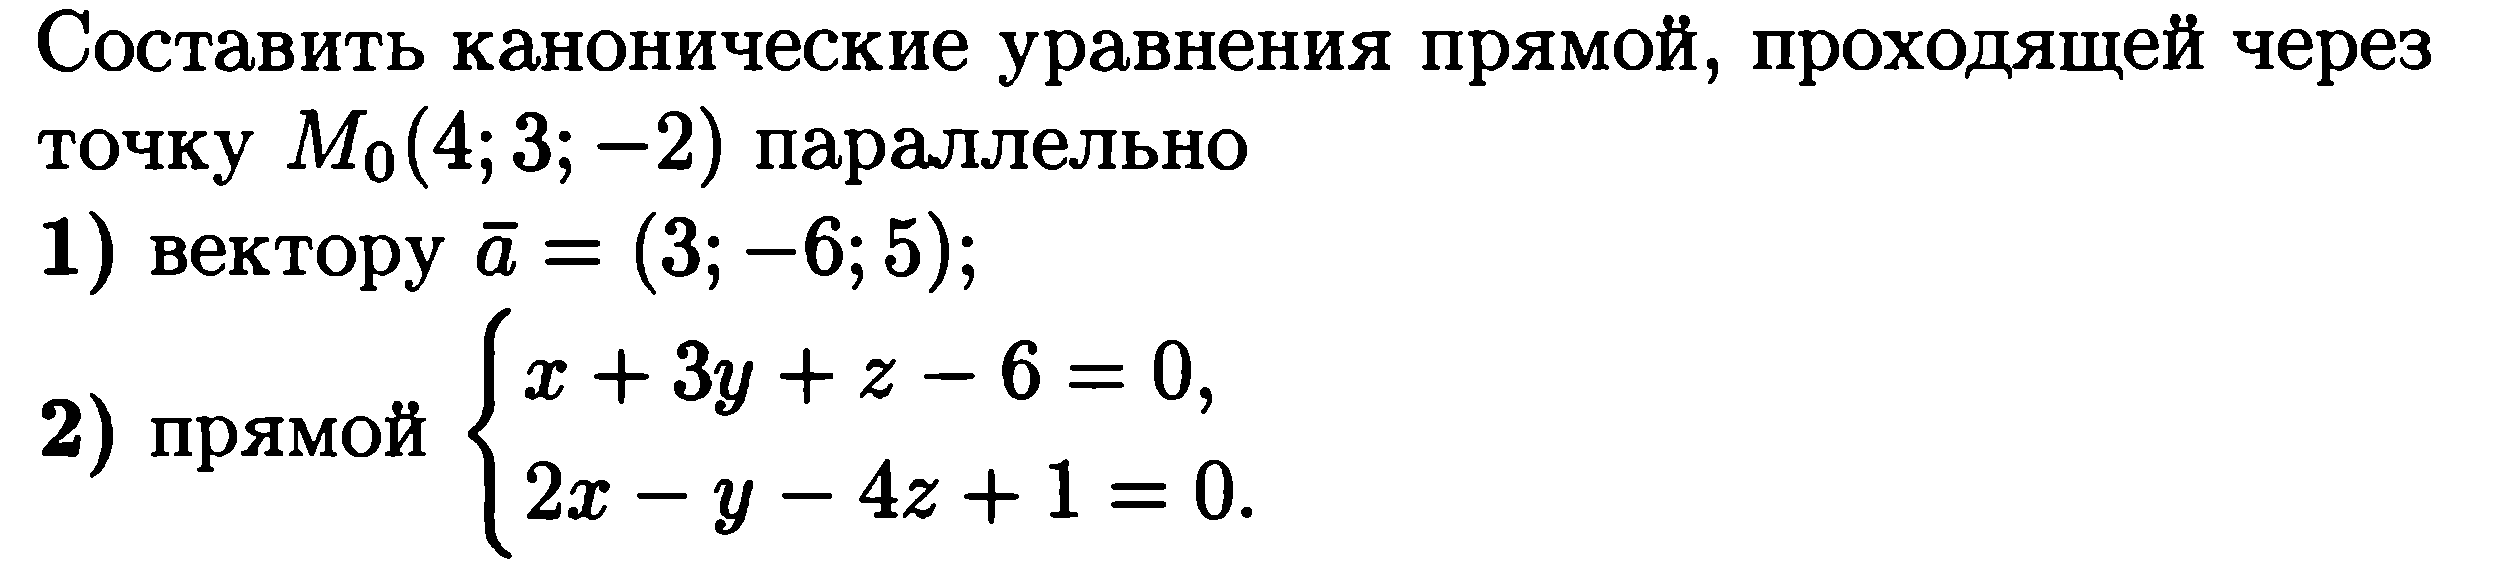 Составить канонические уравнения прямой, проходящей через
точку M₀(4; 3; −2) параллельно
1) вектору a̅ = (3; −6; 5);
2) прямой { x + 3y + z − 6 = 0,
2x − y − 4z + 1 = 0.